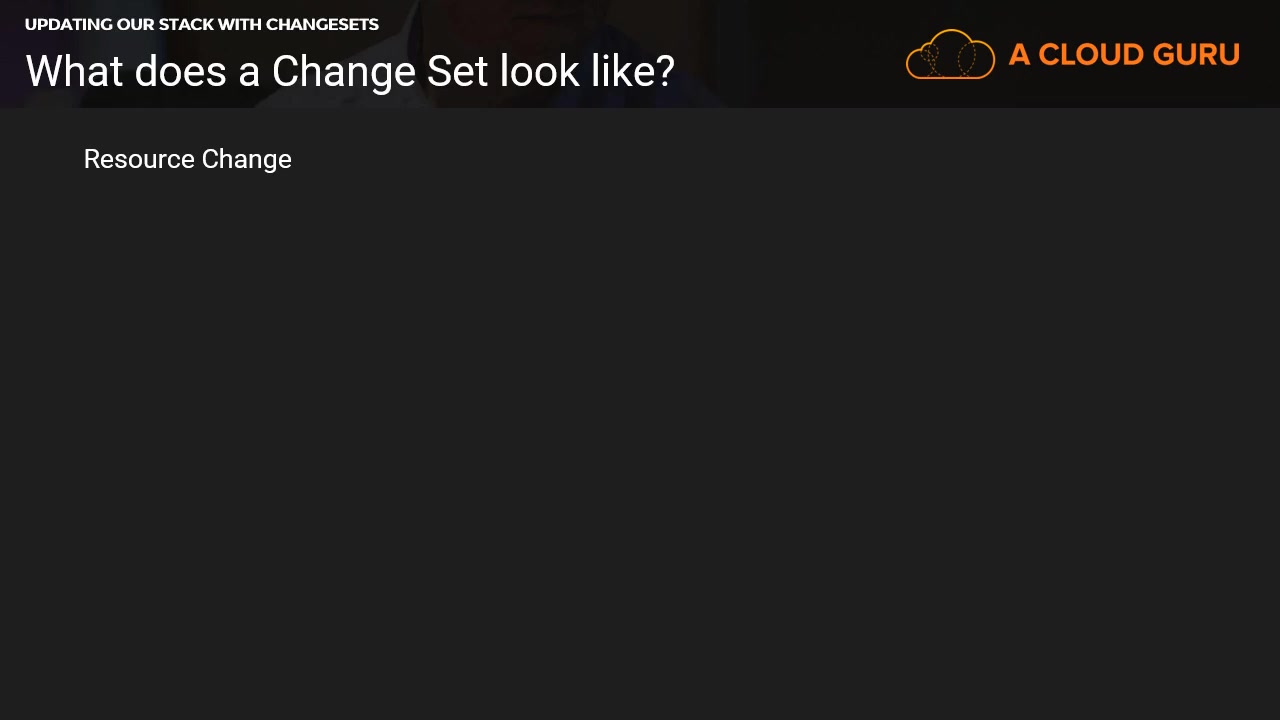 UPDATING OUR STACK WITH CHANGESETS
What does a Change Set look like?
A CLOUD GURU
Resource Change